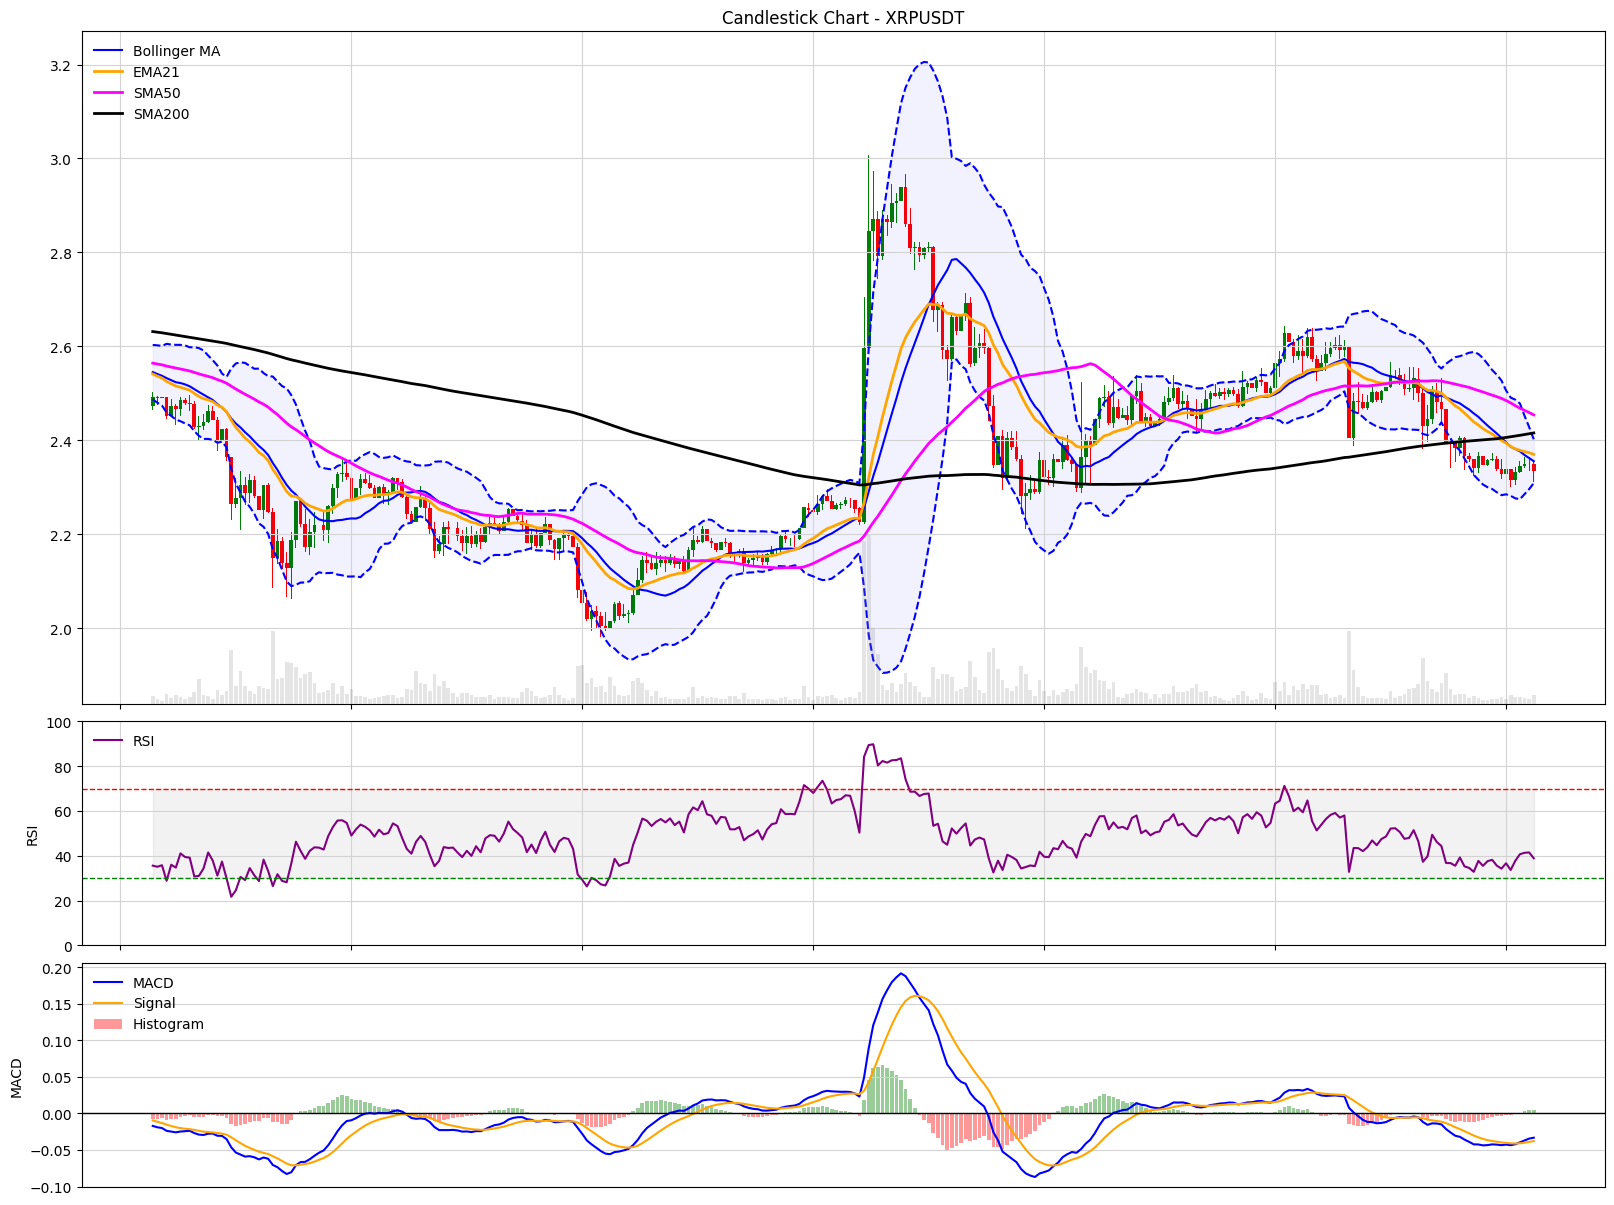 Candlestick Chart - XRPUSDT
Bollinger MA
EMA21
SMA50
SMA200
3.2
3.0
2.8
2.6
2.4
2.2
2.0
RSI
100
80
60
40
20
0
RSI
MACD
Signal
Histogram
0.20
0.15
0.10
0.05
0.00
−0.05
−0.10
MACD